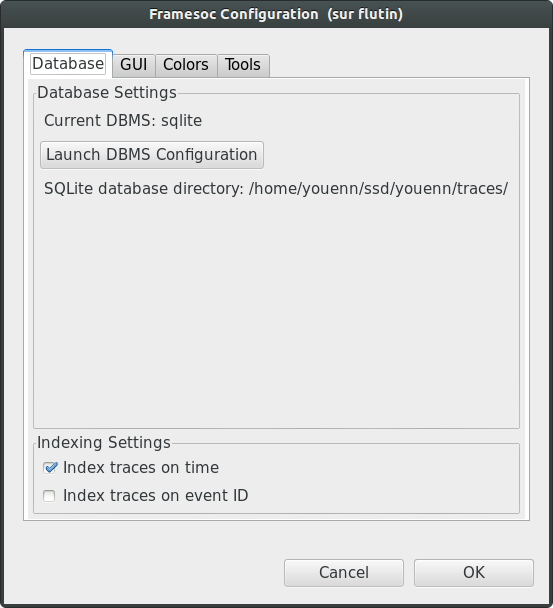 Framesoc Configuration (sur flutin)
Database GUI Colors Tools
Database Settings
Current DBMS: sqlite
Launch DBMS Configuration
SQLite database directory: /home/youenn/ssd/youenn/traces/
Indexing Settings
Index traces on time
Index traces on event ID
Cancel OK